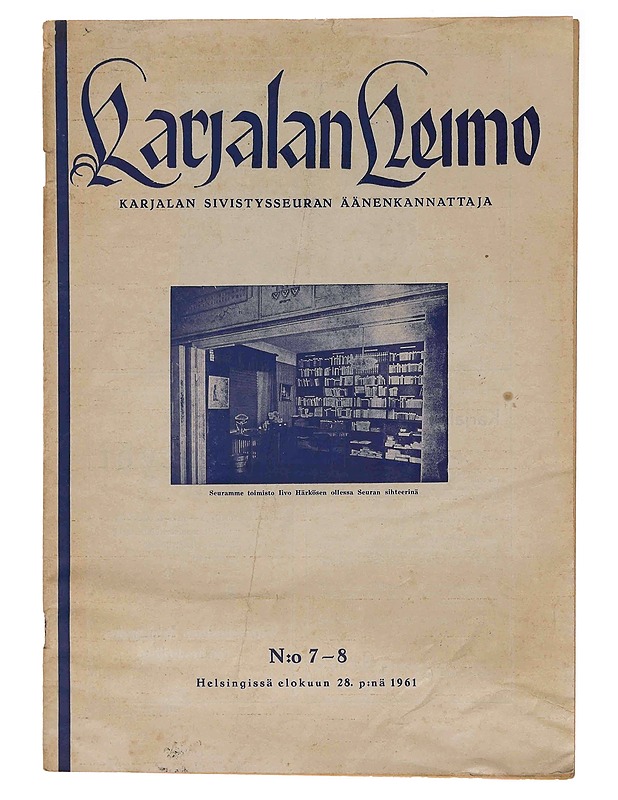 Karjalan Heimo
KARJALAN SIVISTYSSEURAN ÄÄNENKANNATTAJA
Seuramme toimisto Iivo Härkösen ollessa Seuran sihteerinä
N:o 7–8
Helsingissä elokuun 28. p:nä 1961